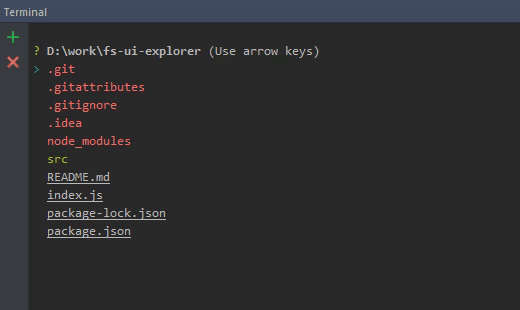 Terminal
? D:\work\fs-ui-explorer (Use arrow keys)
> .git
.gitattributes
.gitignore
.idea
node_modules
src
README.md
index.js
package-lock.json
package.json